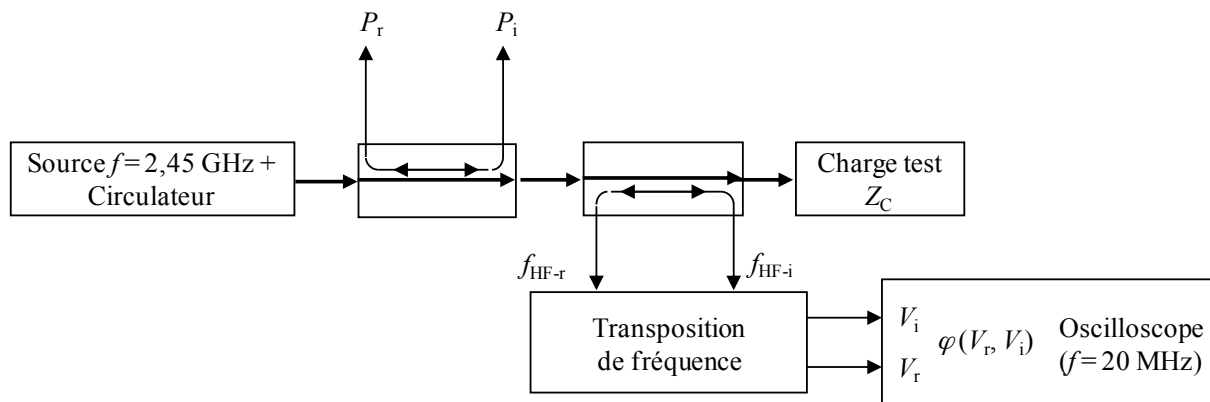 P_r
P_i
Source f = 2,45 GHz +
Circulateur
Charge test
Z_C
f_HF-r
f_HF-i
Transposition
de fréquence
V_i
V_r
φ(V_r, V_i)
Oscilloscope
(f = 20 MHz)